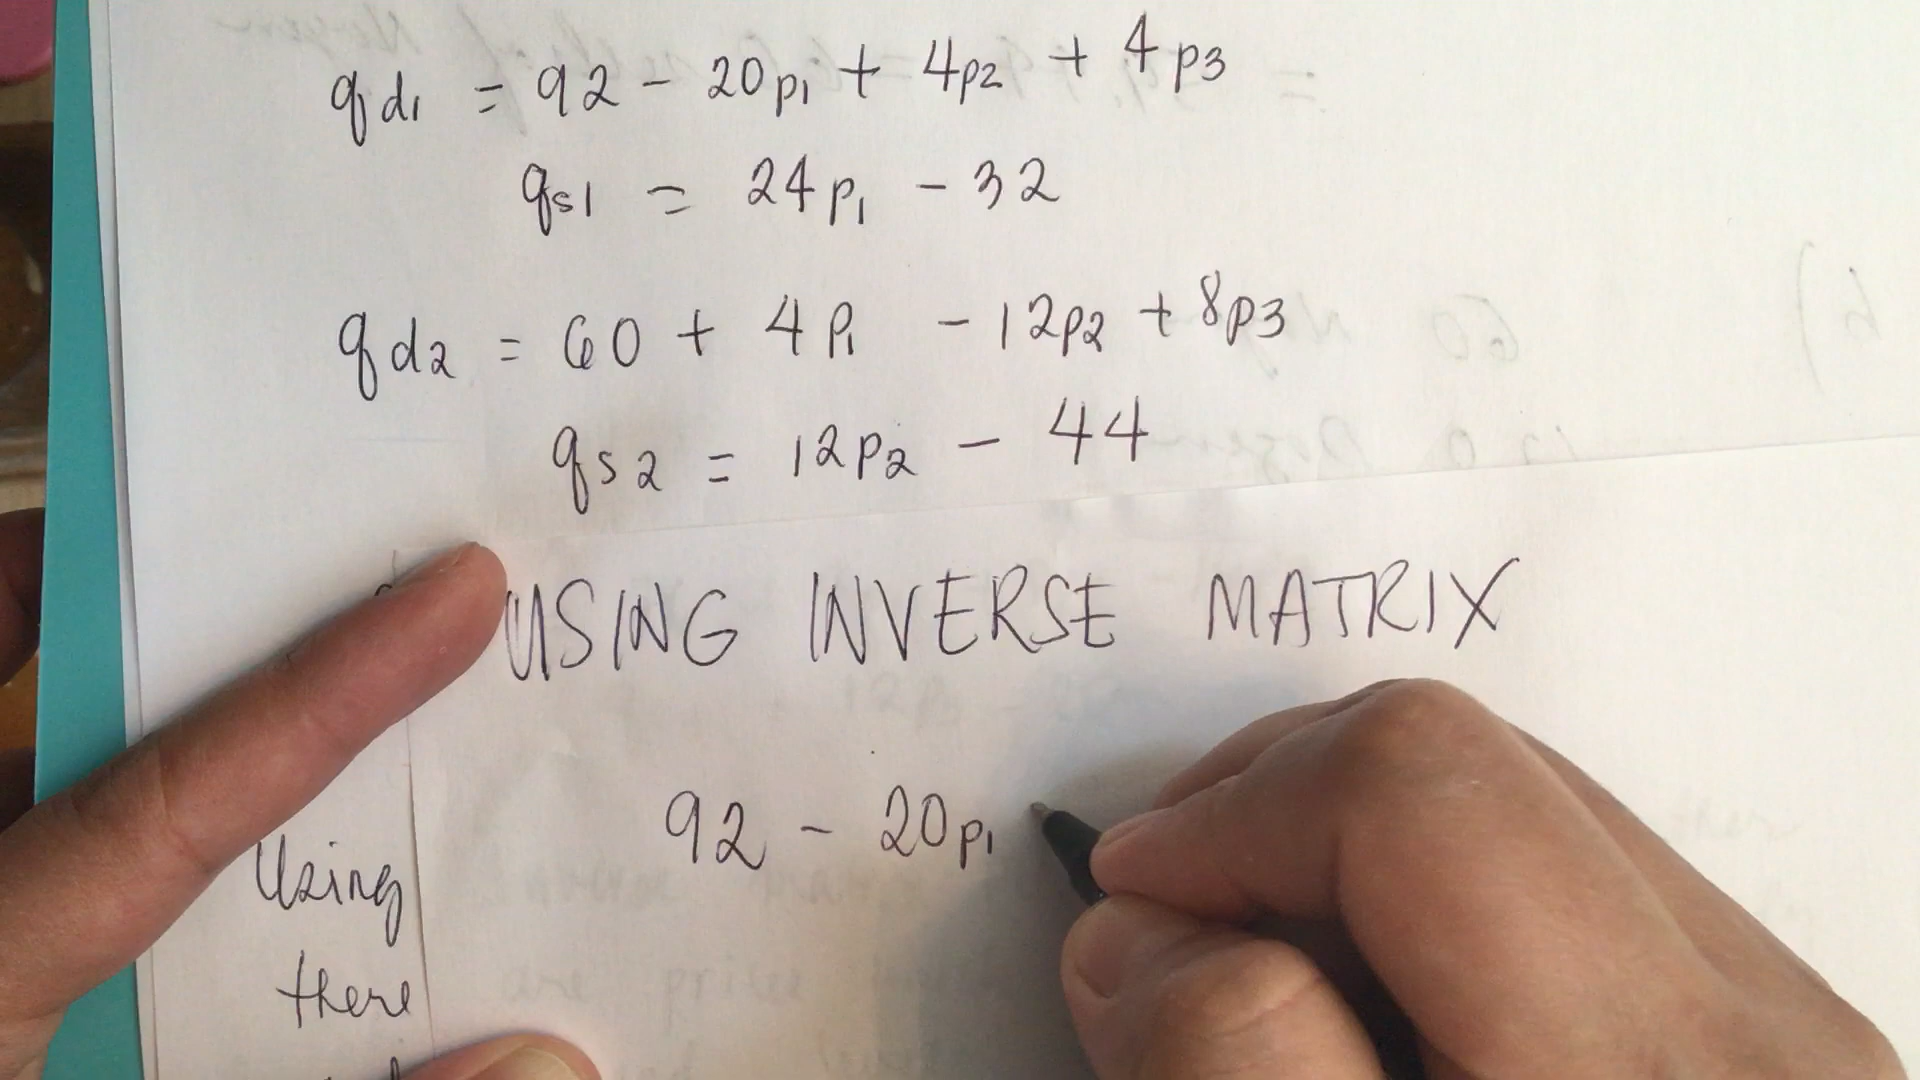 qd1 = 92 - 20p1 + 4p2 + 4p3
qs1 = 24p1 - 32
qd2 = 60 + 4p1 - 12p2 + 8p3
qs2 = 12p2 - 44
USING INVERSE MATRIX
92 - 20p1
Using
there